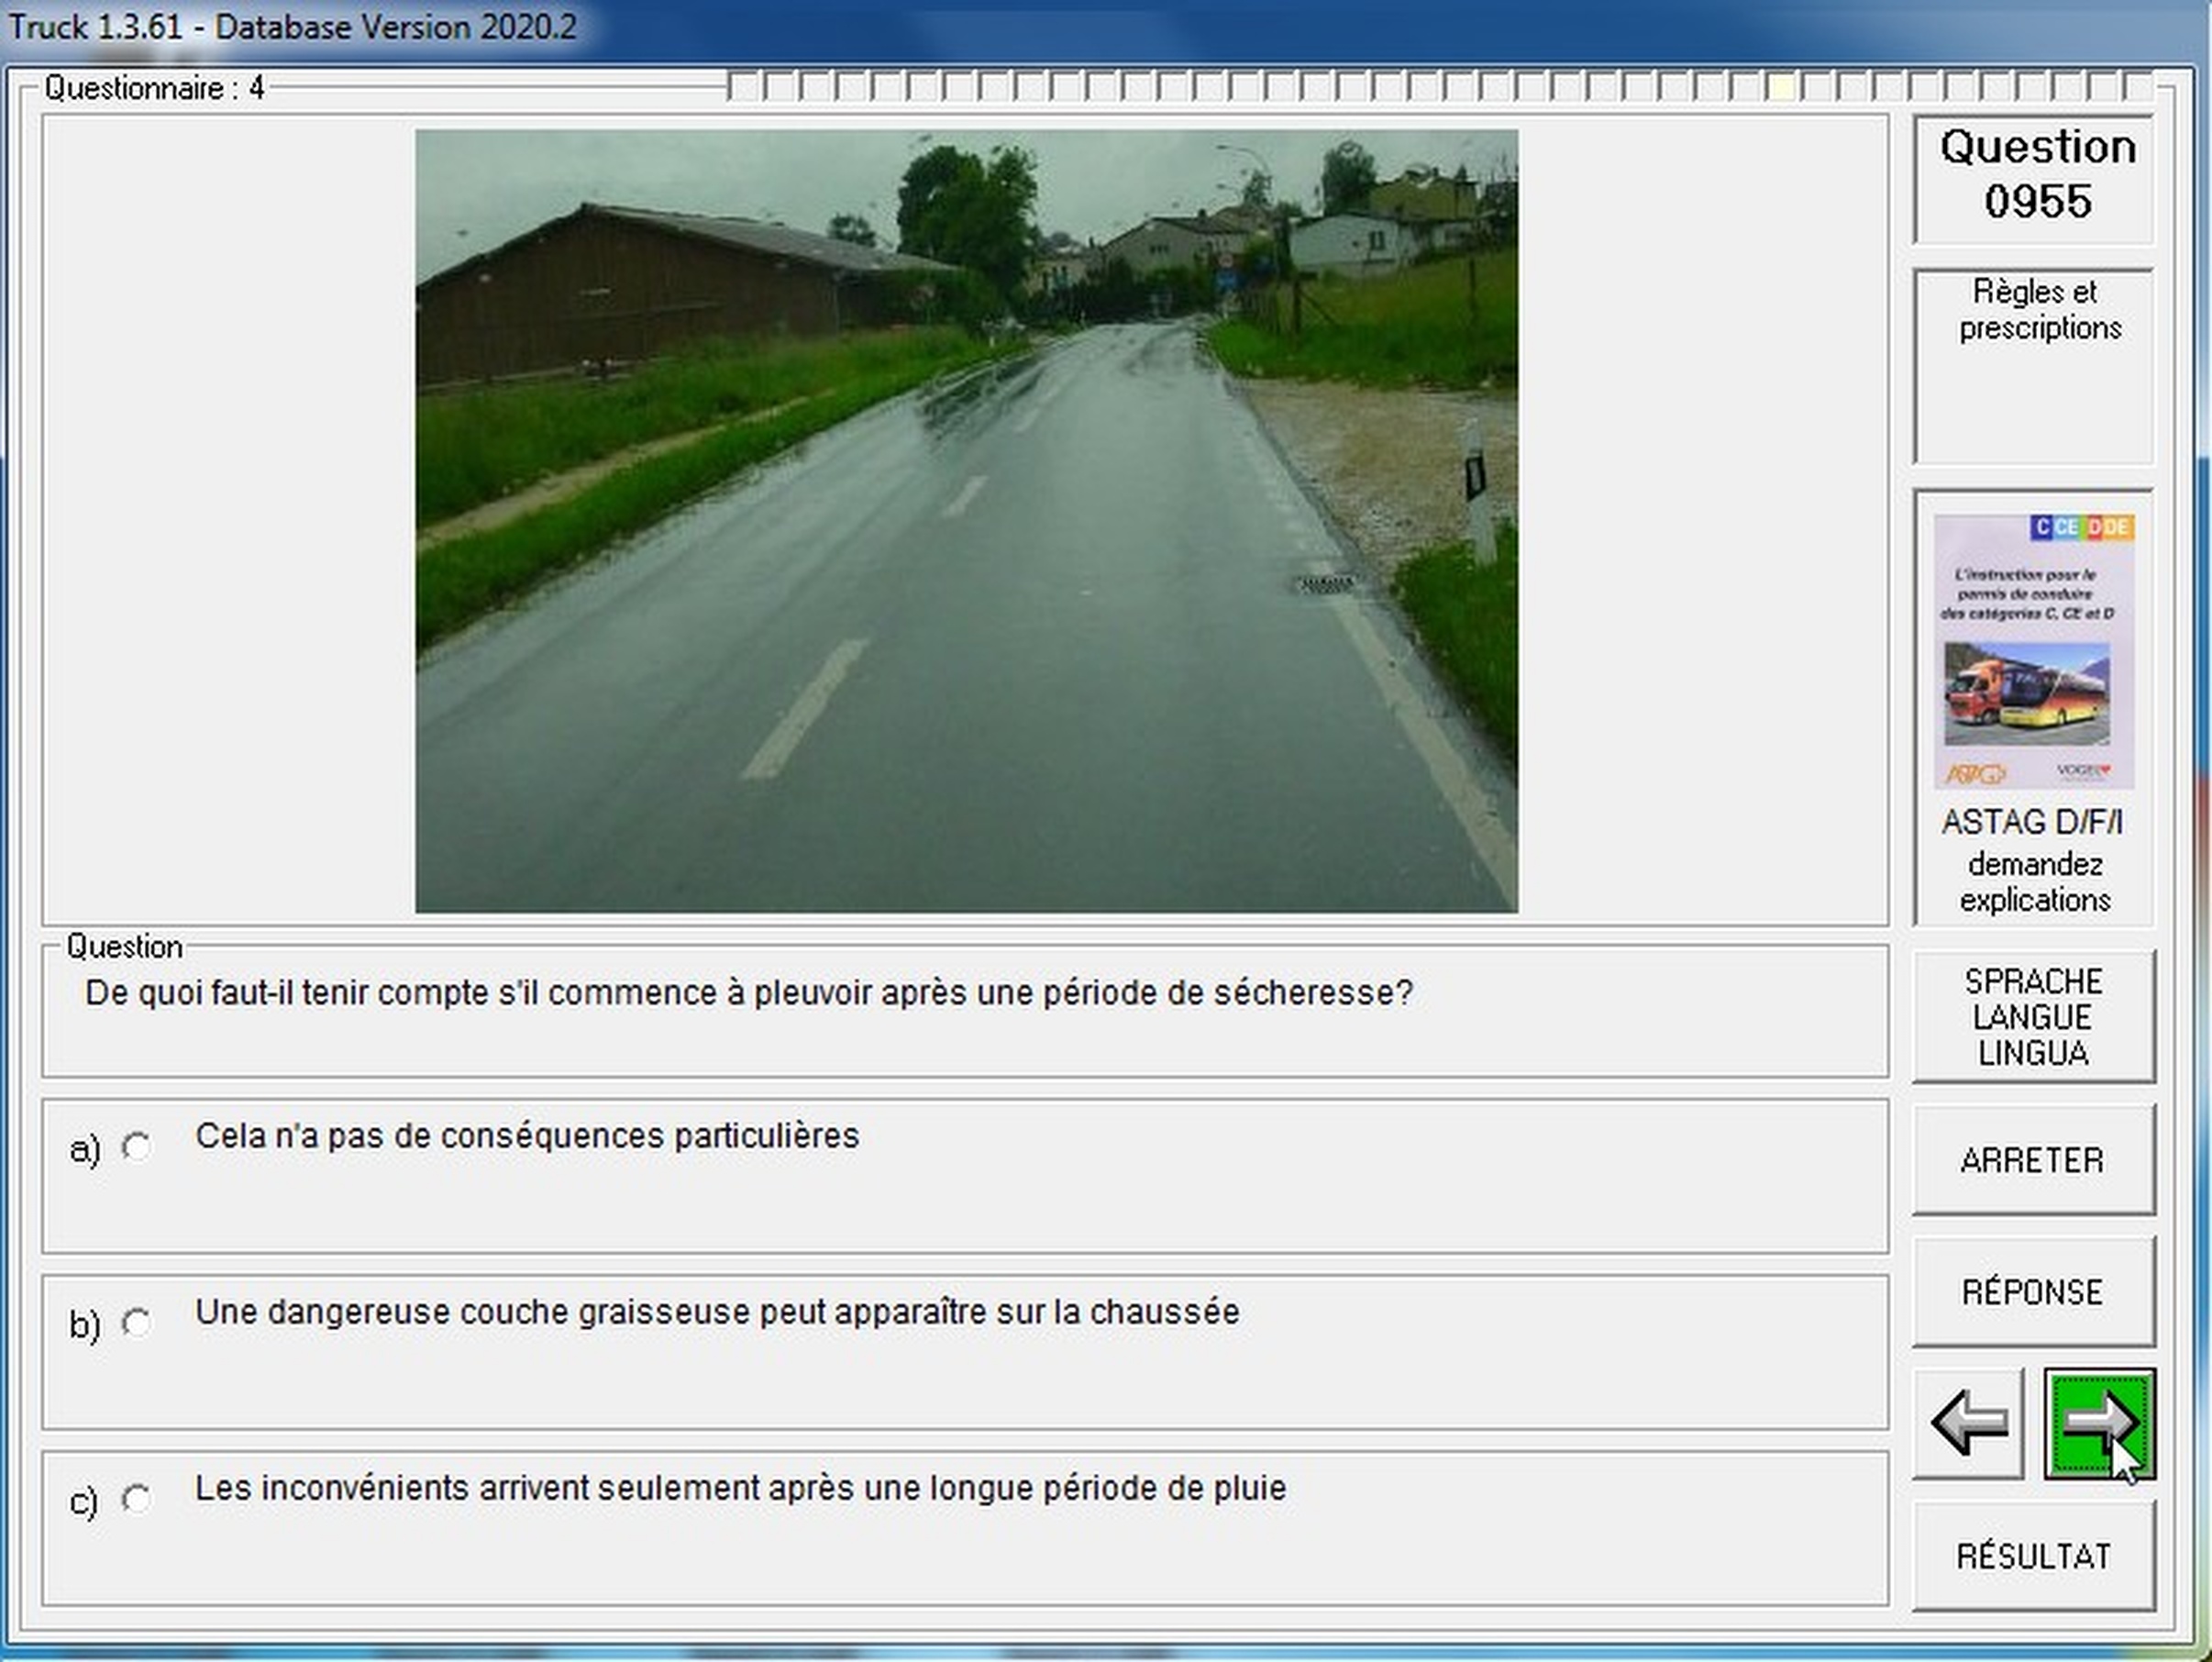 Truck 1.3.61 - Database Version 2020.2
Questionnaire : 4
Question
0955
Règles et
prescriptions
C CE D DE
L'instruction pour le
permis de conduire
des catégories C, CE et D
ASTAG
VOGEL
ASTAG D/F/I
demandez
explications
Question
De quoi faut-il tenir compte s'il commence à pleuvoir après une période de sécheresse?
SPRACHE
LANGUE
LINGUA
a) Cela n'a pas de conséquences particulières
ARRETER
b) Une dangereuse couche graisseuse peut apparaître sur la chaussée
RÉPONSE
c) Les inconvénients arrivent seulement après une longue période de pluie
RÉSULTAT